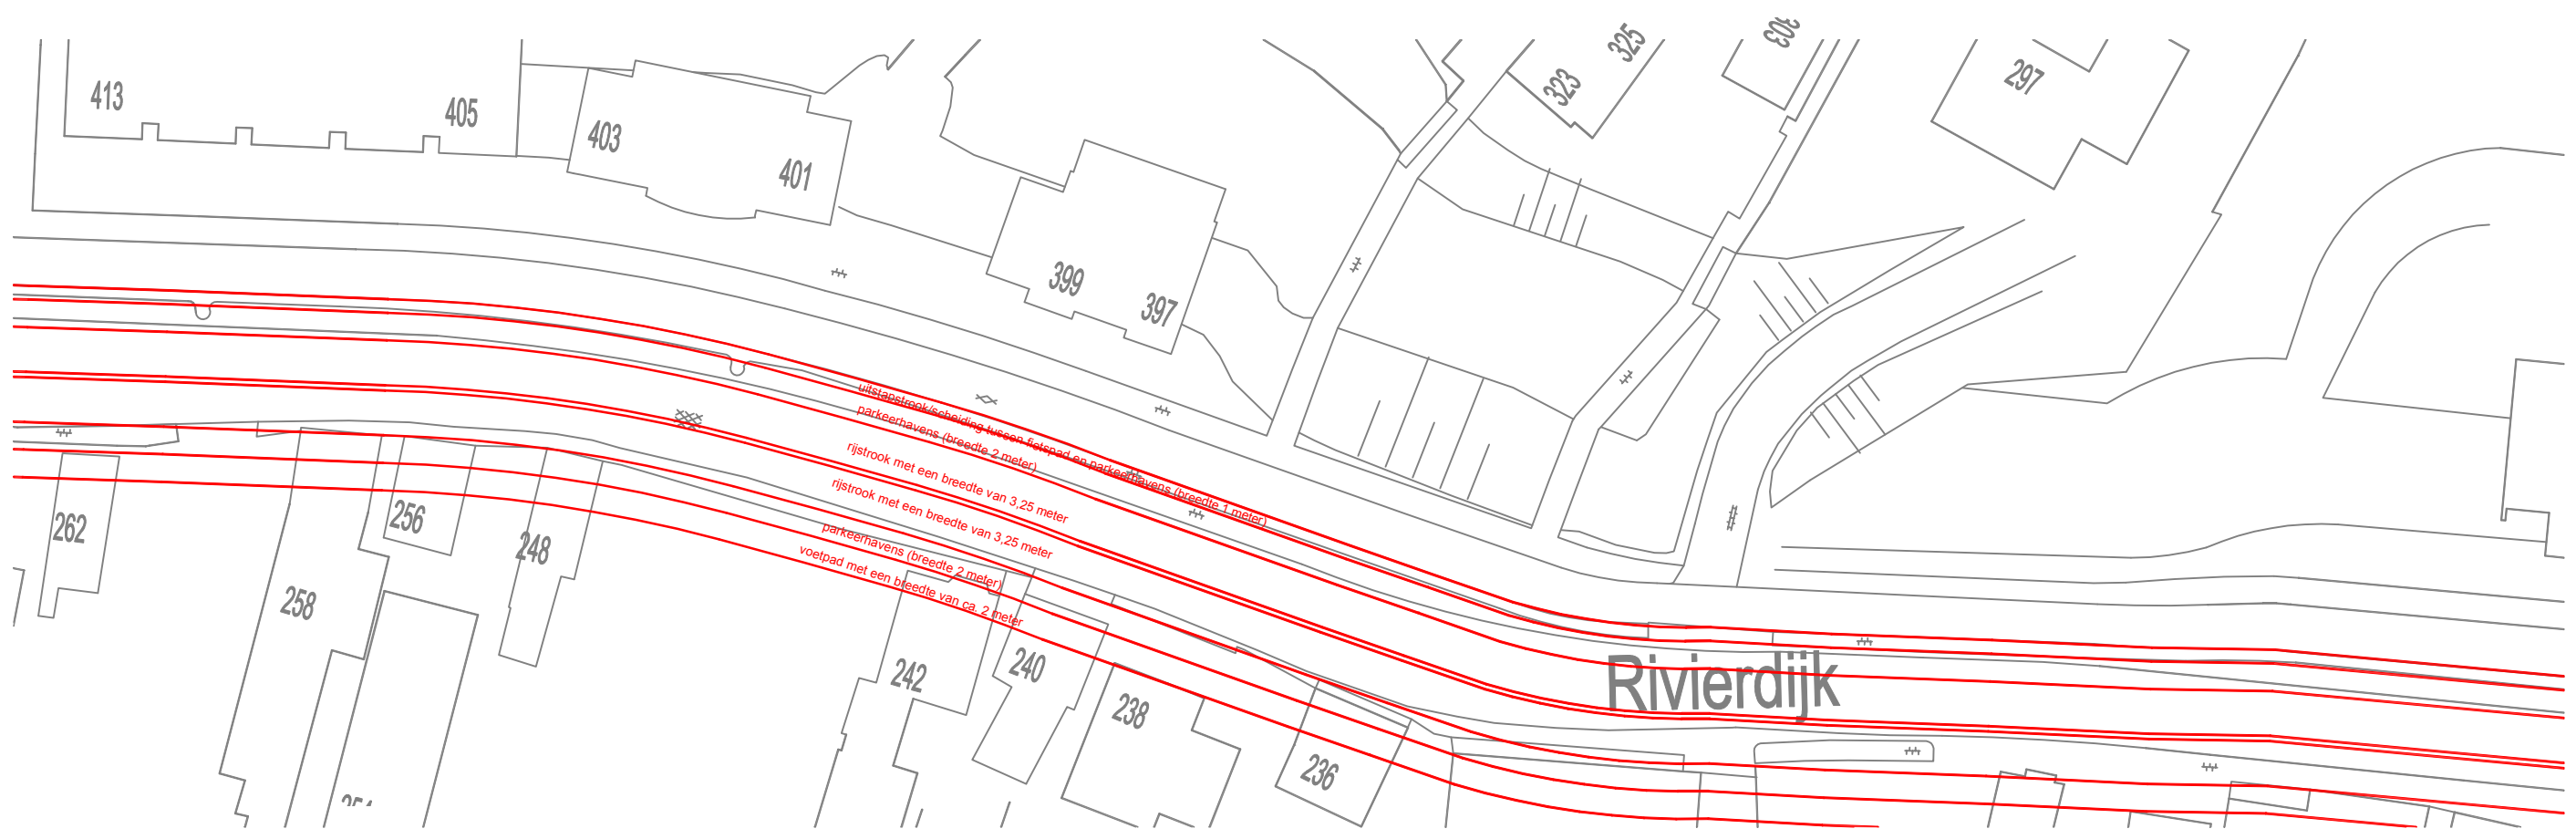 325
303
323
297
413
405
403
401
399
397
uitstapstrook/scheiding tussen fietspad en parkeerhavens (breedte 1 meter)
parkeerhavens (breedte 2 meter)
rijstrook met een breedte van 3,25 meter
rijstrook met een breedte van 3,25 meter
parkeerhavens (breedte 2 meter)
voetpad met een breedte van ca. 2 meter
262
256
248
258
242
240
238
236
Rivierdijk